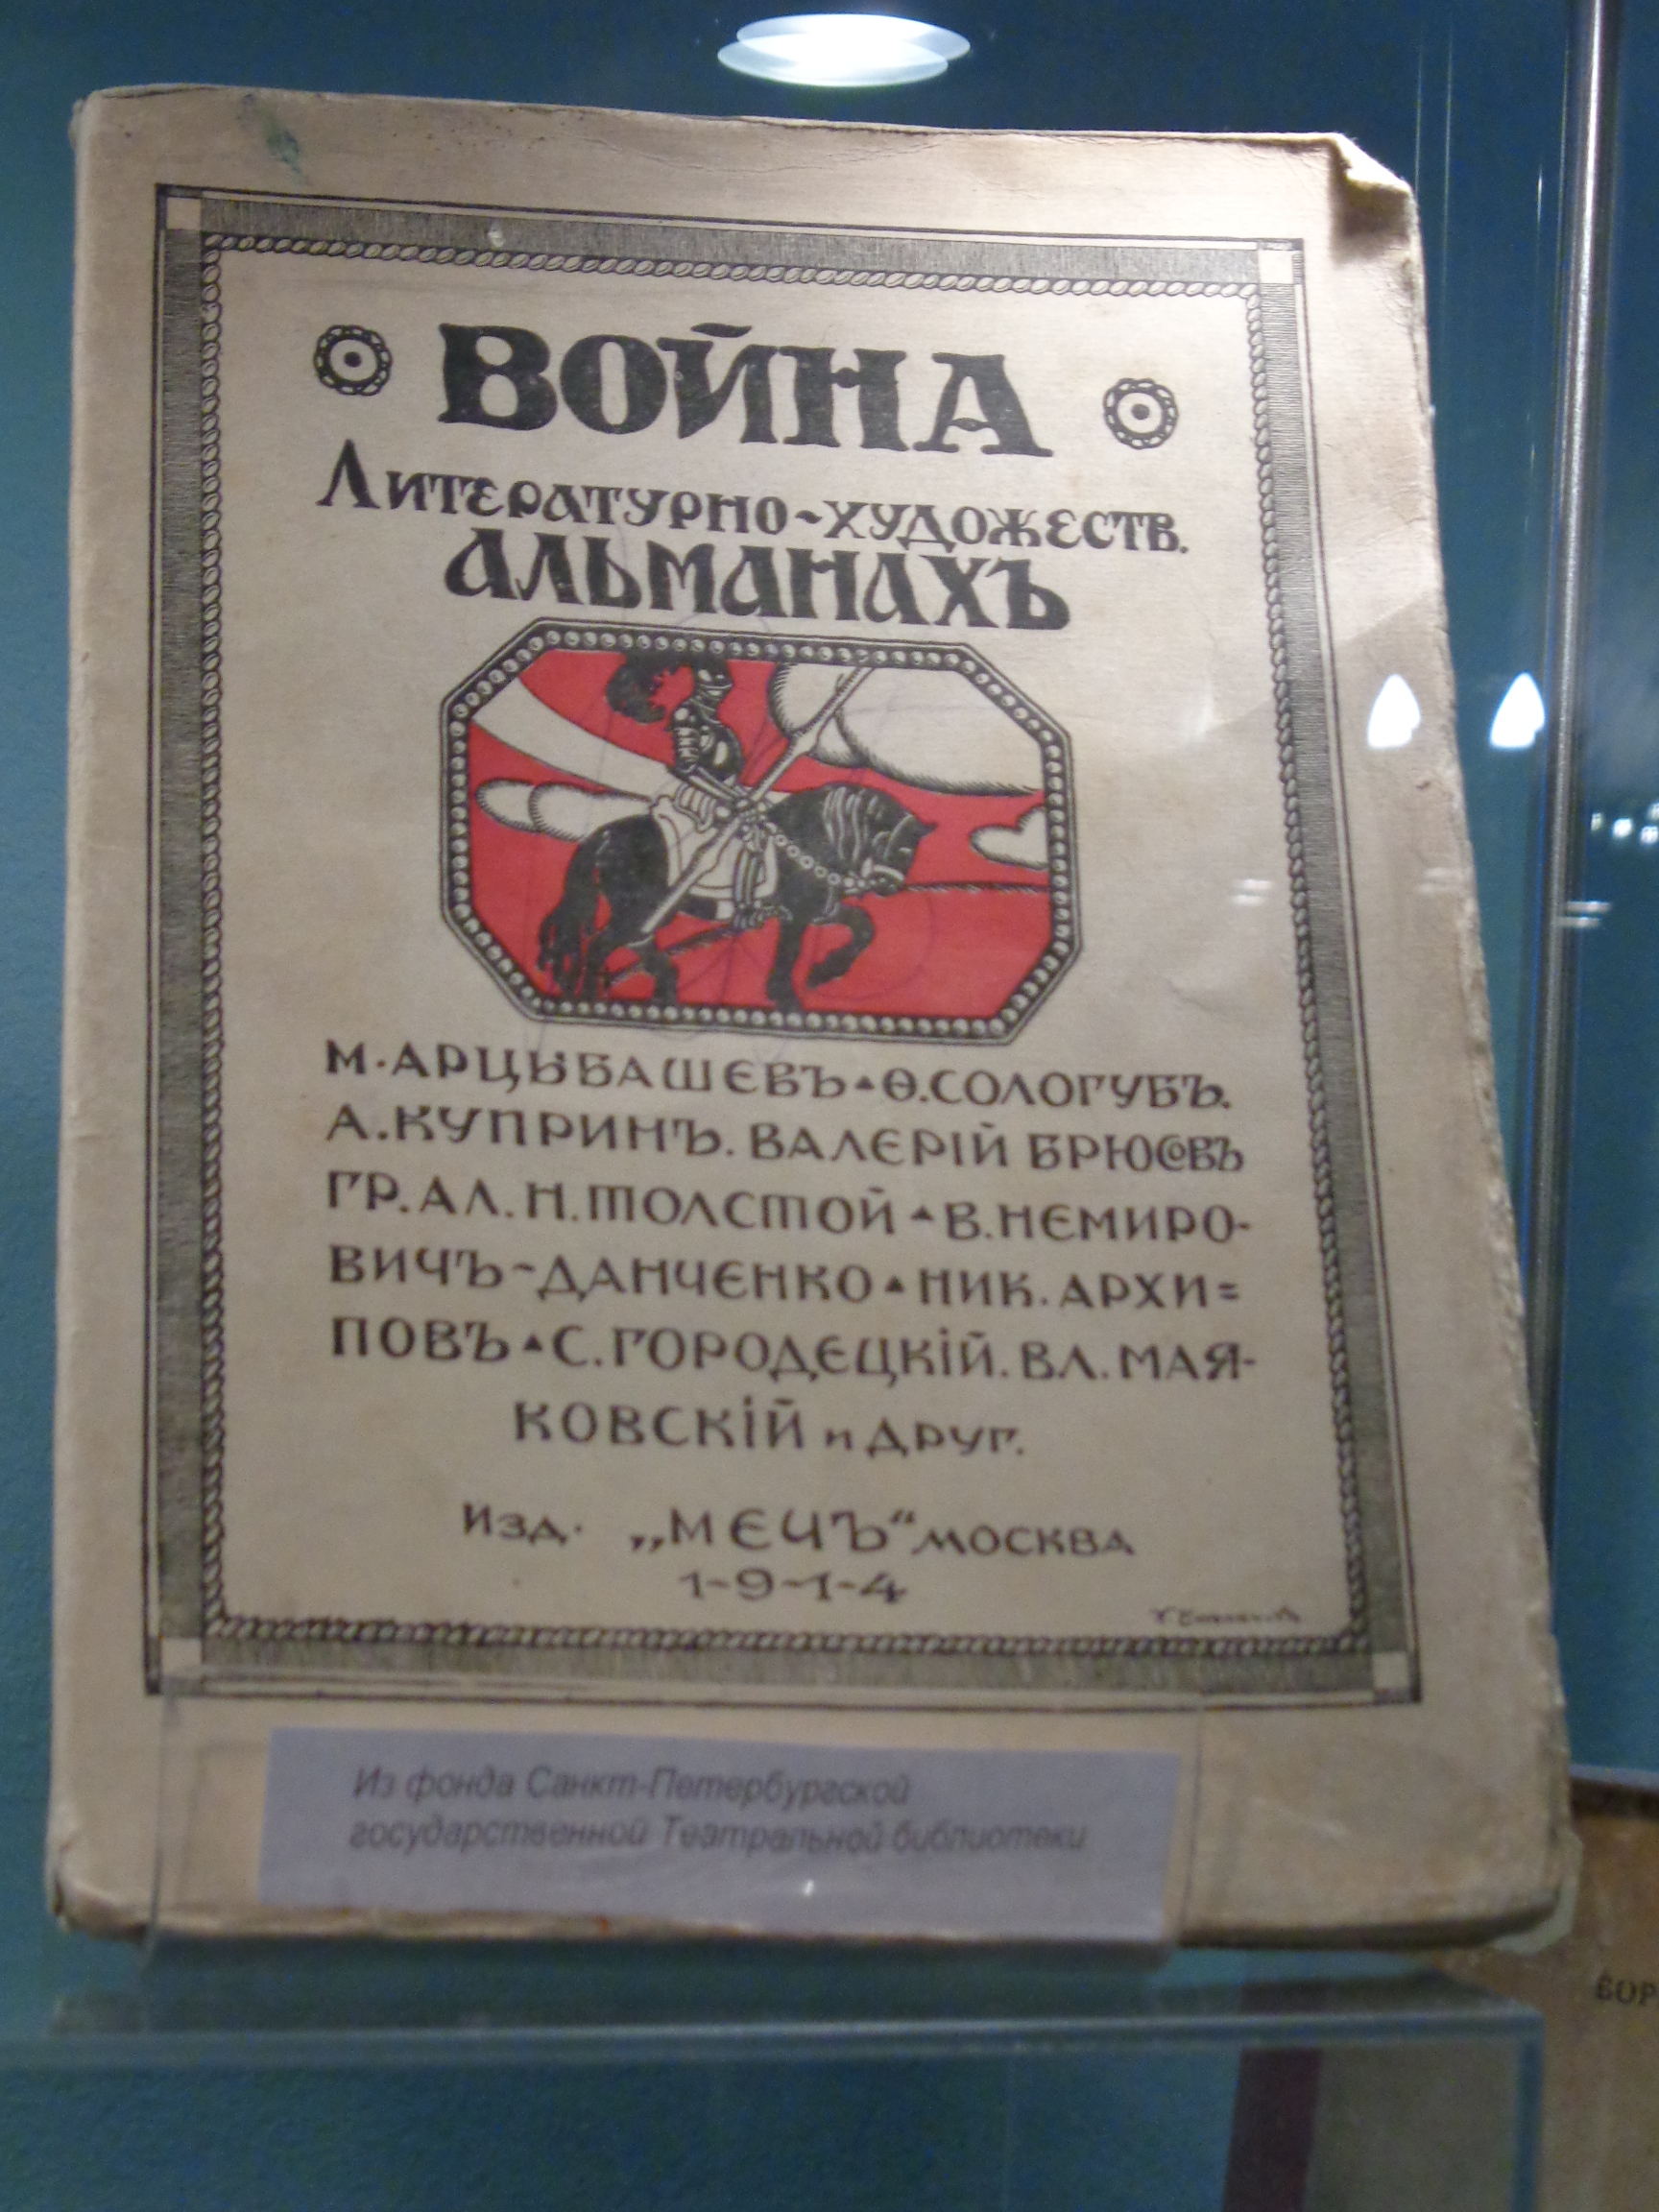 ВОЙНА
Литературно-художеств.
АЛЬМАНАХЪ
М. АРЦЫБАШЕВЪ ▲ Ѳ. СОЛОГУБЪ.
А. КУПРИНЪ. ВАЛЕРІЙ БРЮСОВЪ
ГР. АЛ. Н. ТОЛСТОЙ ▲ В. НЕМИРО-
ВИЧЪ-ДАНЧЕНКО ▲ НИК. АРХИ=
ПОВЪ ▲ С. ГОРОДЕЦКІЙ. ВЛ. МАЯ-
КОВСКІЙ и ДРУГ.
Изд. „МЕЧЪ“ МОСКВА
1-9-1-4
Из фонда Санкт-Петербургской
государственной Театральной библиотеки